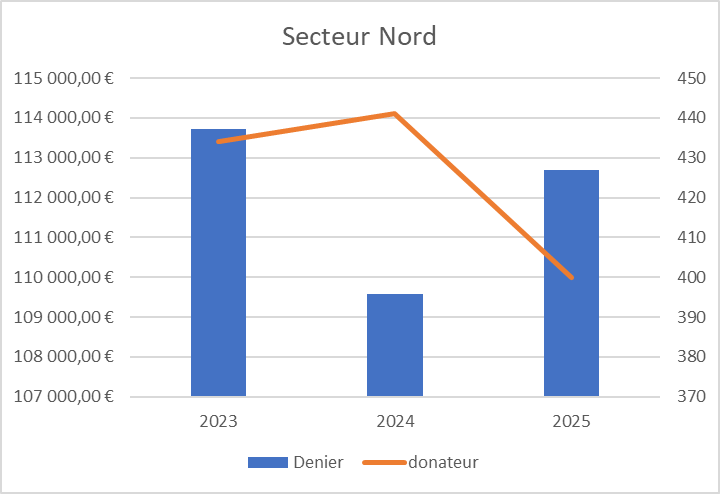 Secteur Nord
115 000,00 €
114 000,00 €
113 000,00 €
112 000,00 €
111 000,00 €
110 000,00 €
109 000,00 €
108 000,00 €
107 000,00 €
450
440
430
420
410
400
390
380
370
2023 2024 2025
Denier donateur